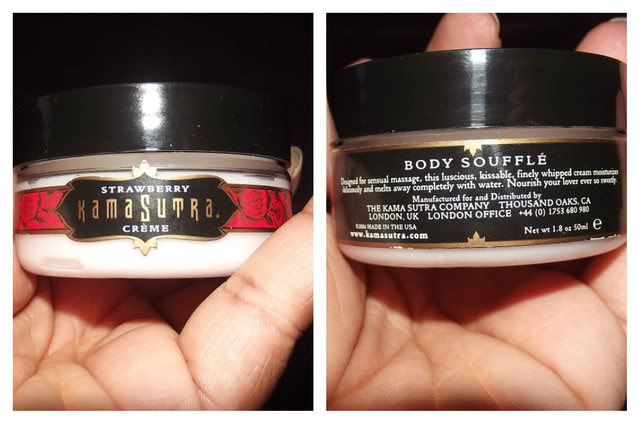 STRAWBERRY
KAMASUTRA.
CRÈME
BODY SOUFFLÉ
Designed for sensual massage, this luscious, kissable, finely whipped cream moisturizes
deliciously and melts away completely with water. Nourish your lover ever so sweetly.
Manufactured for and Distributed by
THE KAMA SUTRA COMPANY THOUSAND OAKS, CA
LONDON, UK LONDON OFFICE +44 (0) 1753 680 980
©2004 MADE IN THE USA
www.kamasutra.com
Net wt 1.8 oz 50ml e